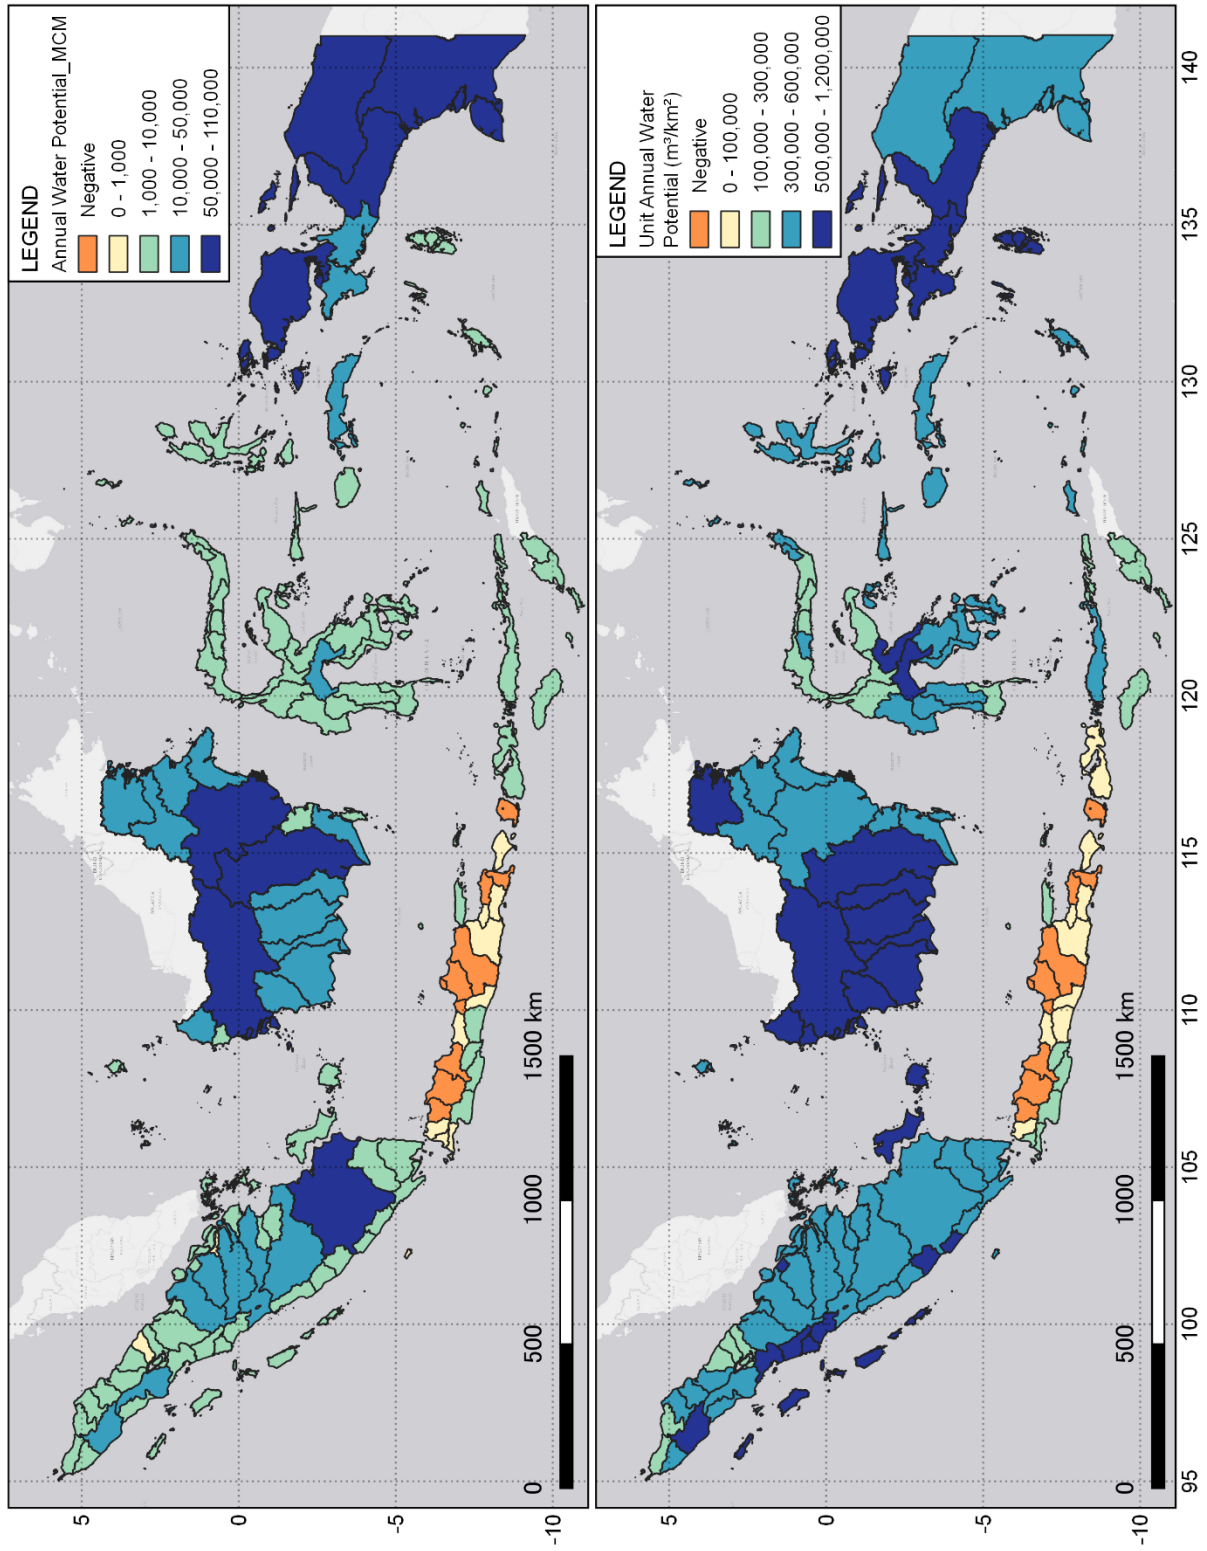 LEGEND
Annual Water Potential_MCM
Negative
0 - 1,000
1,000 - 10,000
10,000 - 50,000
50,000 - 110,000
5
0
-5
-10
0
500
1000
1500 km
LEGEND
Unit Annual Water
Potential (m³/km²)
Negative
0 - 100,000
100,000 - 300,000
300,000 - 600,000
500,000 - 1,200,000
5
0
-5
-10
0
500
1000
1500 km
95
100
105
110
115
120
125
130
135
140